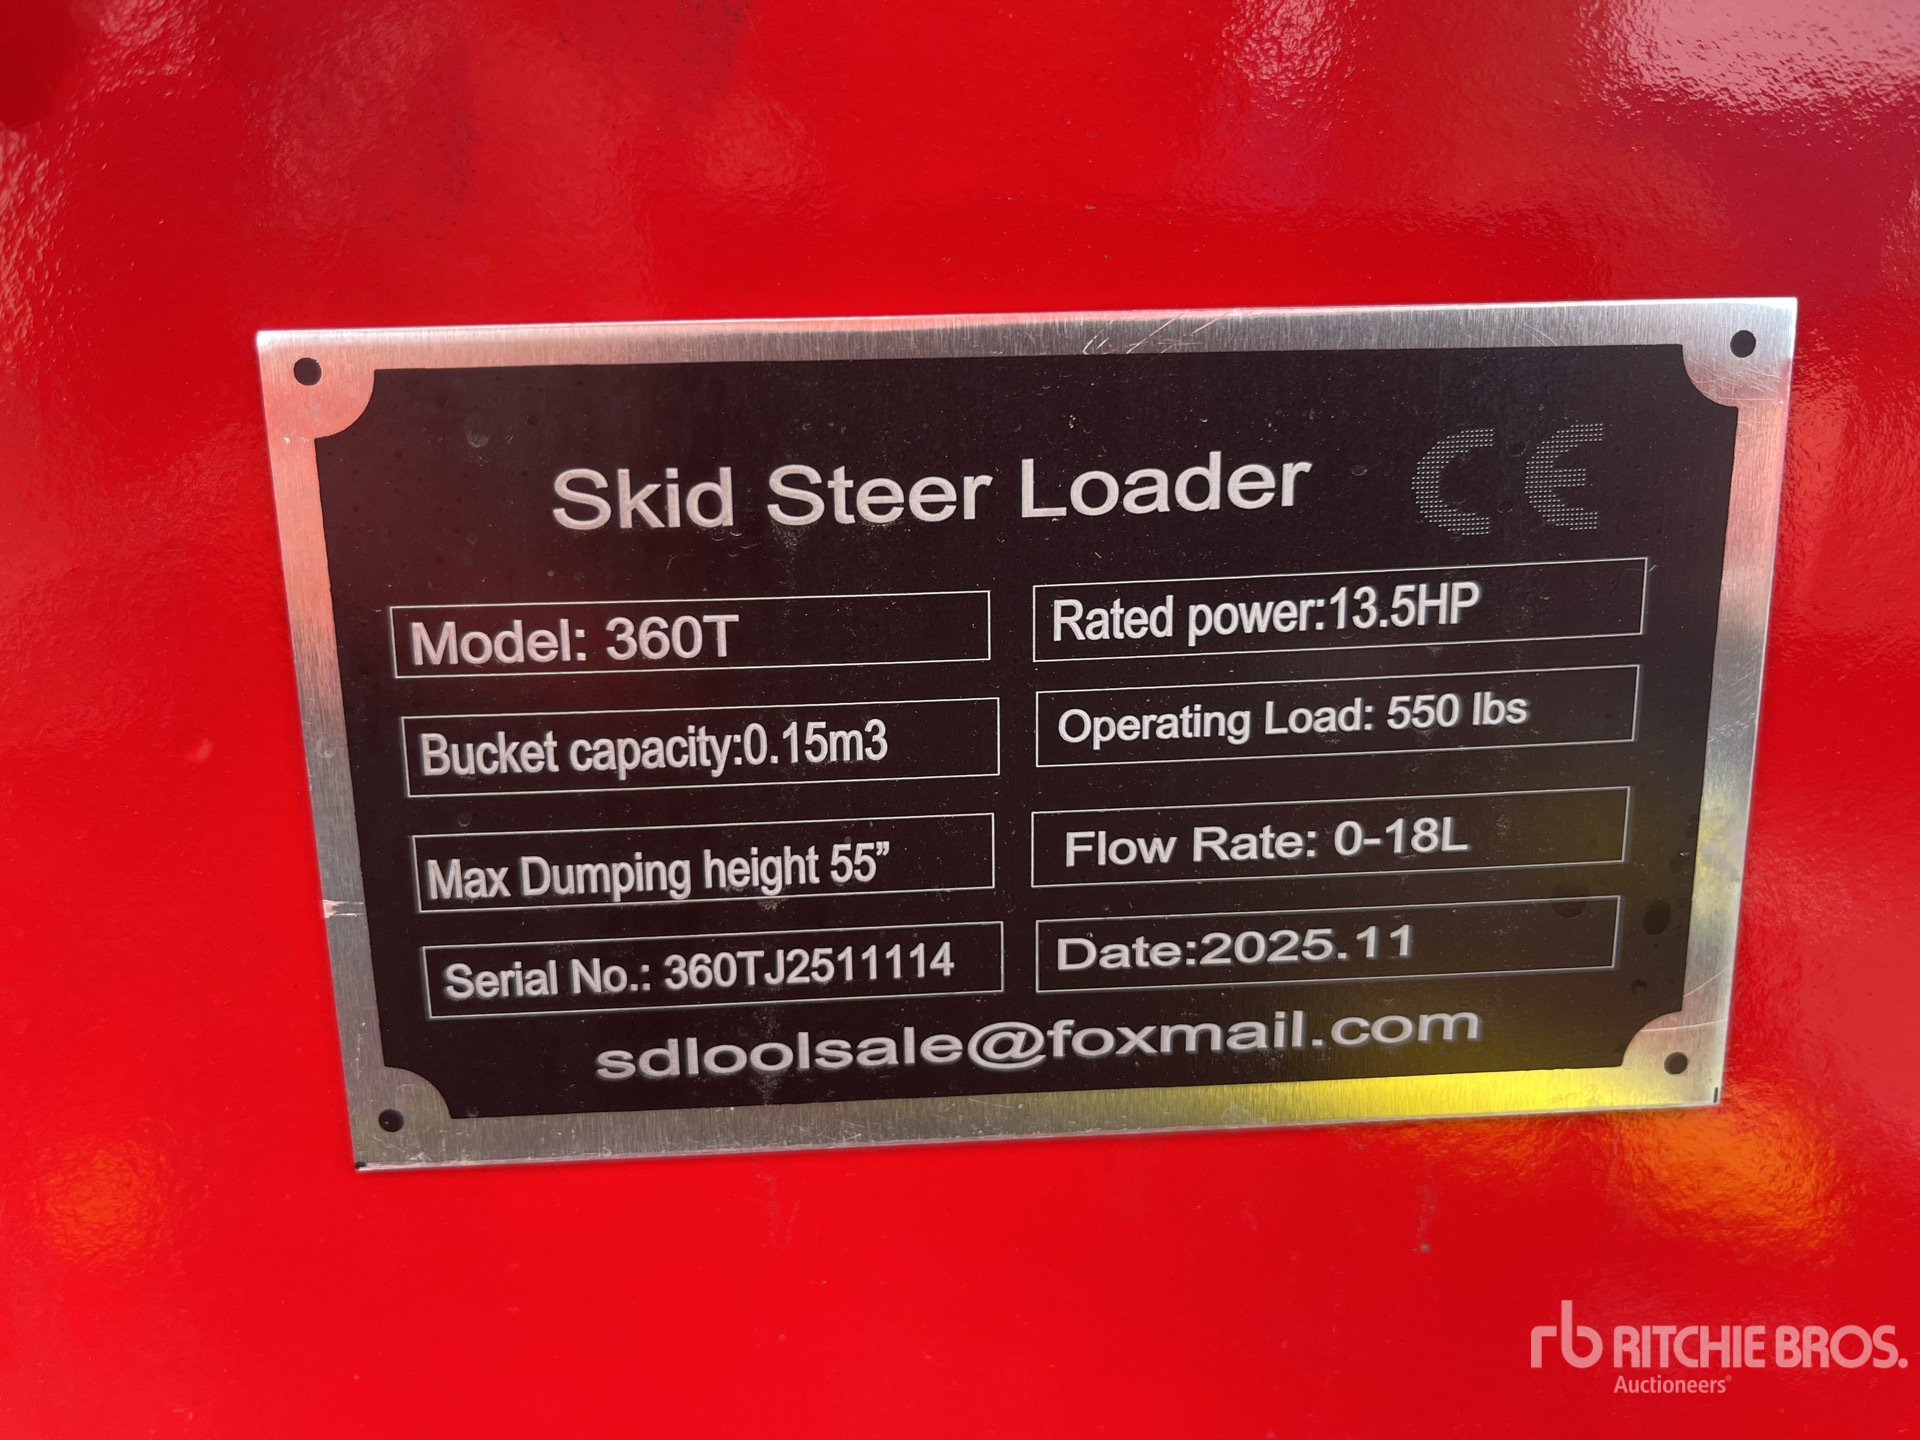 Skid Steer Loader CE
Model: 360T
Rated power:13.5HP
Bucket capacity:0.15m3
Operating Load: 550 lbs
Max Dumping height 55”
Flow Rate: 0-18L
Serial No.: 360TJ2511114
Date:2025.11
sdloolsale@foxmail.com
rb RITCHIE BROS.
Auctioneers